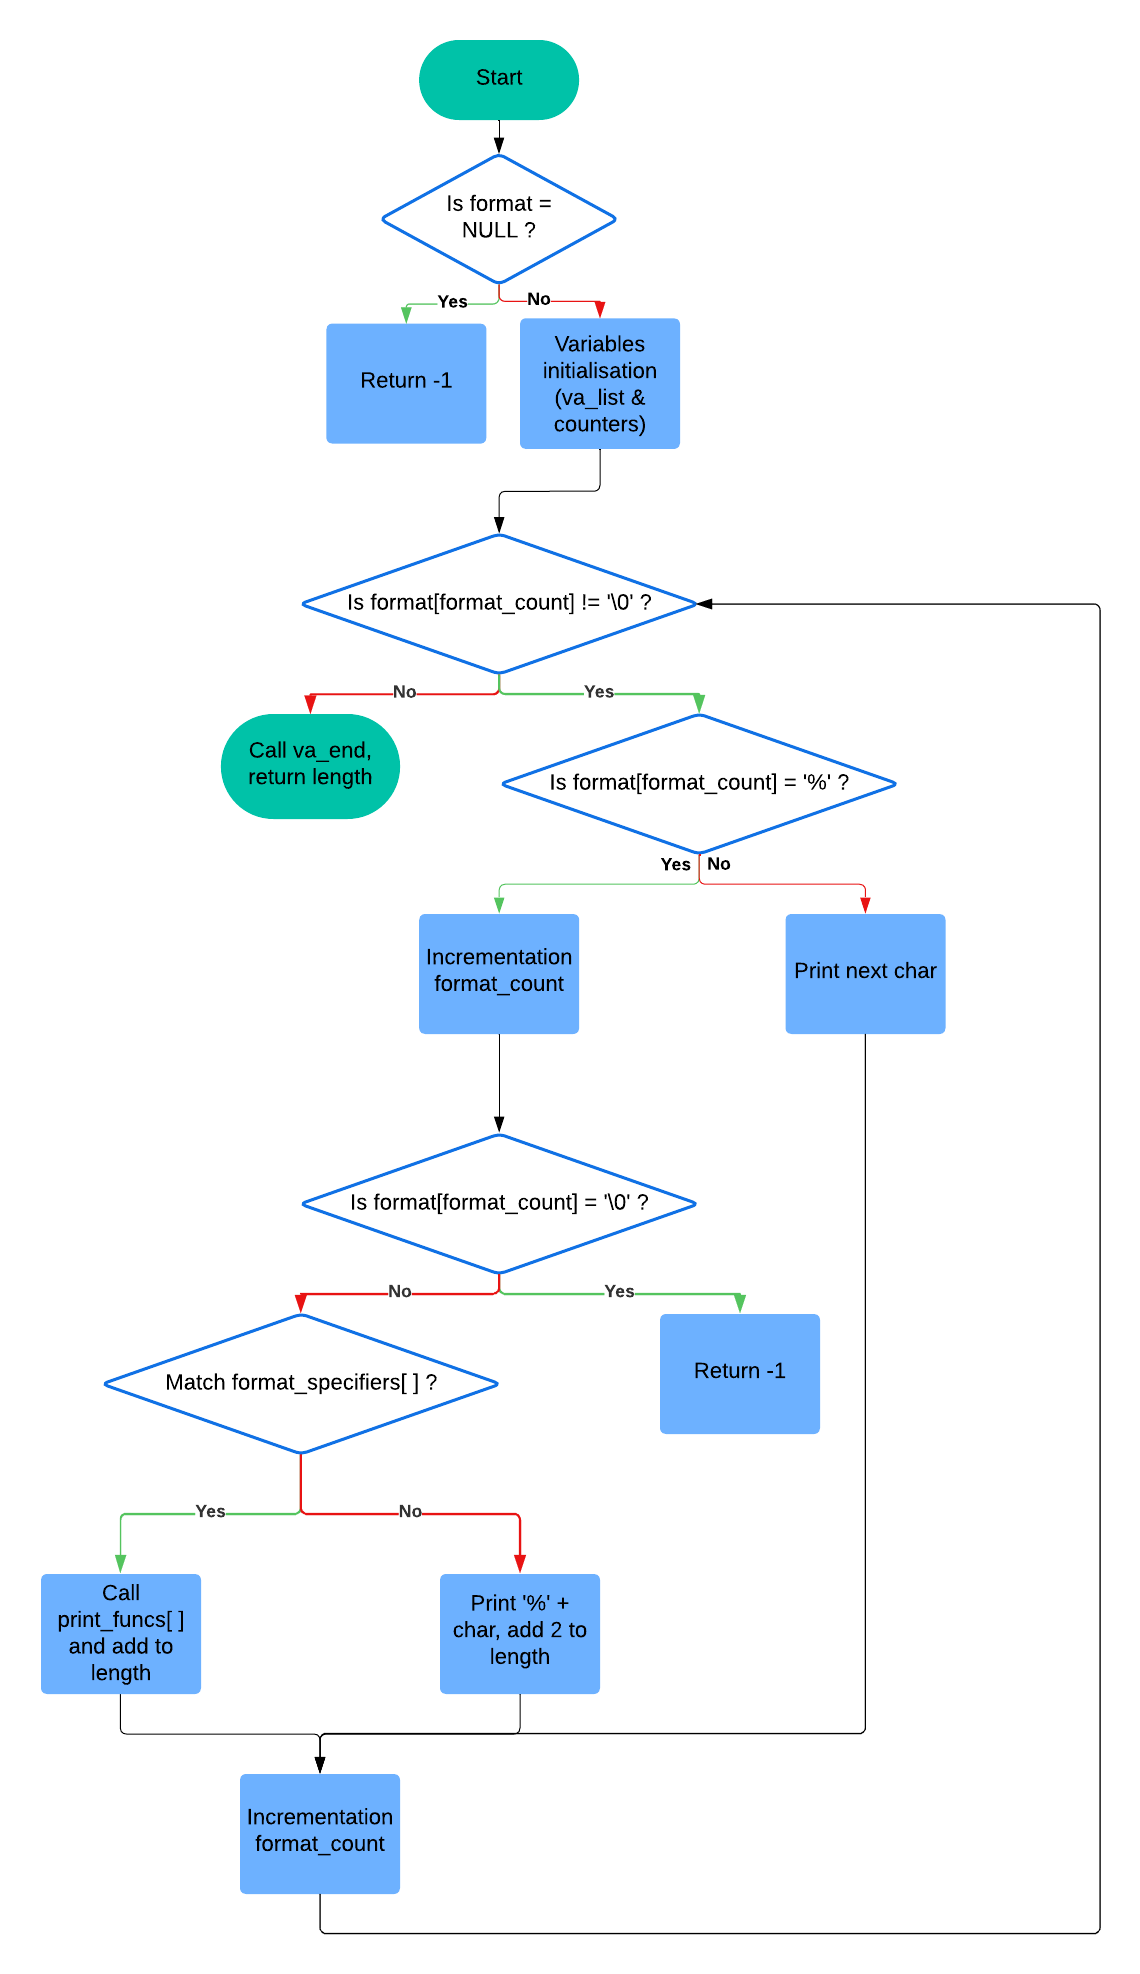 Start
Is format =
NULL ?
Yes
No
Return -1
Variables
initialisation
(va_list &
counters)
Is format[format_count] != '\0' ?
No
Yes
Call va_end,
return length
Is format[format_count] = '%' ?
Yes
No
Incrementation
format_count
Print next char
Is format[format_count] = '\0' ?
No
Yes
Match format_specifiers[ ] ?
Return -1
Yes
No
Call
print_funcs[ ]
and add to
length
Print '%' +
char, add 2 to
length
Incrementation
format_count